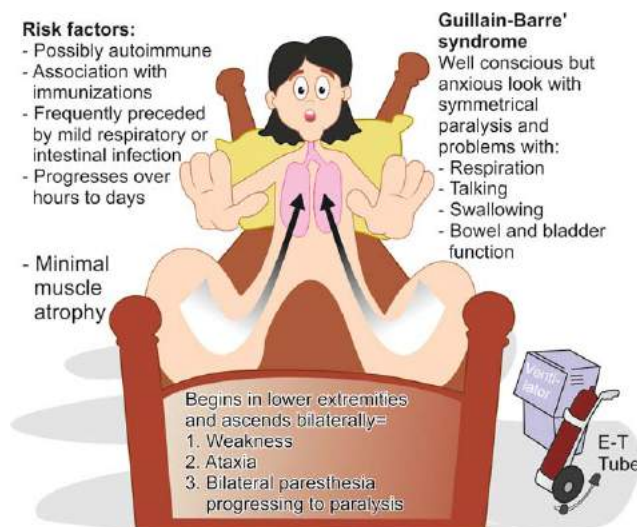 Risk factors:
- Possibly autoimmune
- Association with
immunizations
- Frequently preceded
by mild respiratory or
intestinal infection
- Progresses over
hours to days
- Minimal
muscle
atrophy
Guillain-Barre'
syndrome
Well conscious but
anxious look with
symmetrical
paralysis and
problems with:
- Respiration
- Talking
- Swallowing
- Bowel and bladder
function
Begins in lower extremities
and ascends bilaterally=
1. Weakness
2. Ataxia
3. Bilateral paresthesia
progressing to paralysis
Venti-
lator
E-T
Tube